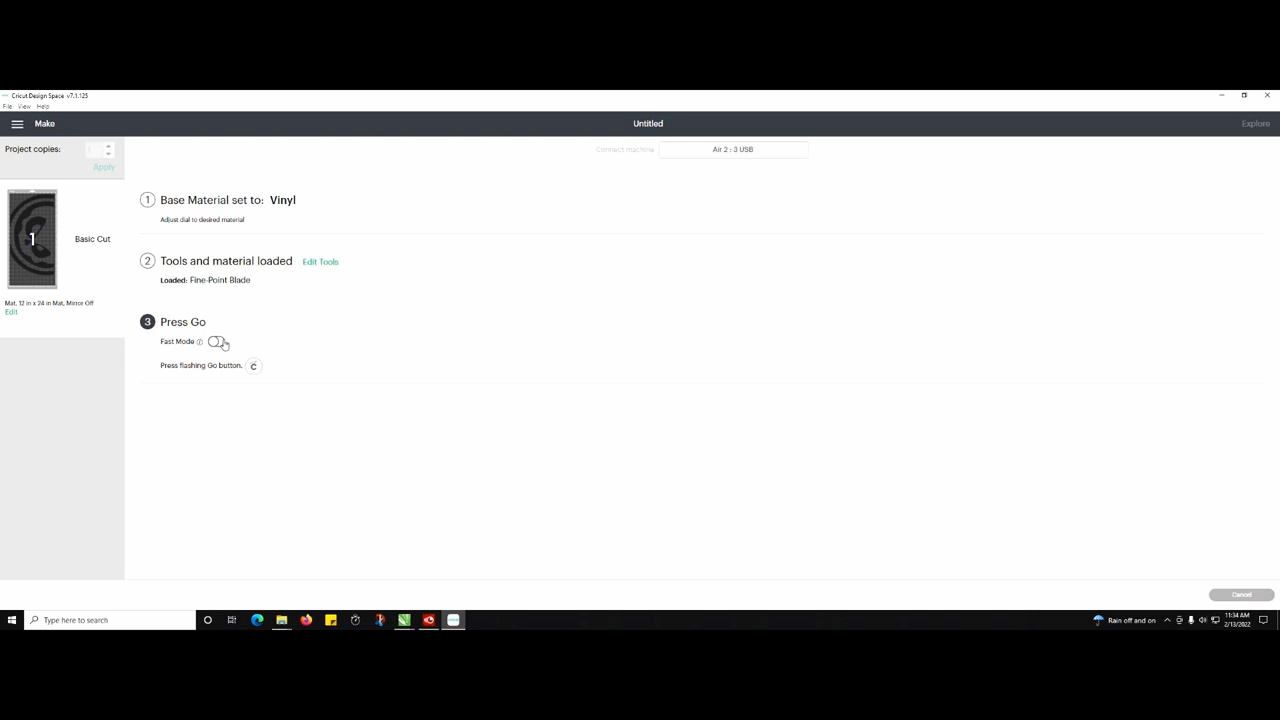 Cricut Design Space v7.1.125
File View Help
Make
Untitled
Explore
Project copies:
Apply
Connect machine
Air 2 : 3 USB
1
Basic Cut
Mat, 12 in x 24 in Mat, Mirror Off
Edit
1 Base Material set to: Vinyl
Adjust dial to desired material
2 Tools and material loaded Edit Tools
Loaded: Fine-Point Blade
3 Press Go
Fast Mode
Press flashing Go button.
Cancel
Type here to search
Rain off and on
11:34 AM
2/13/2022